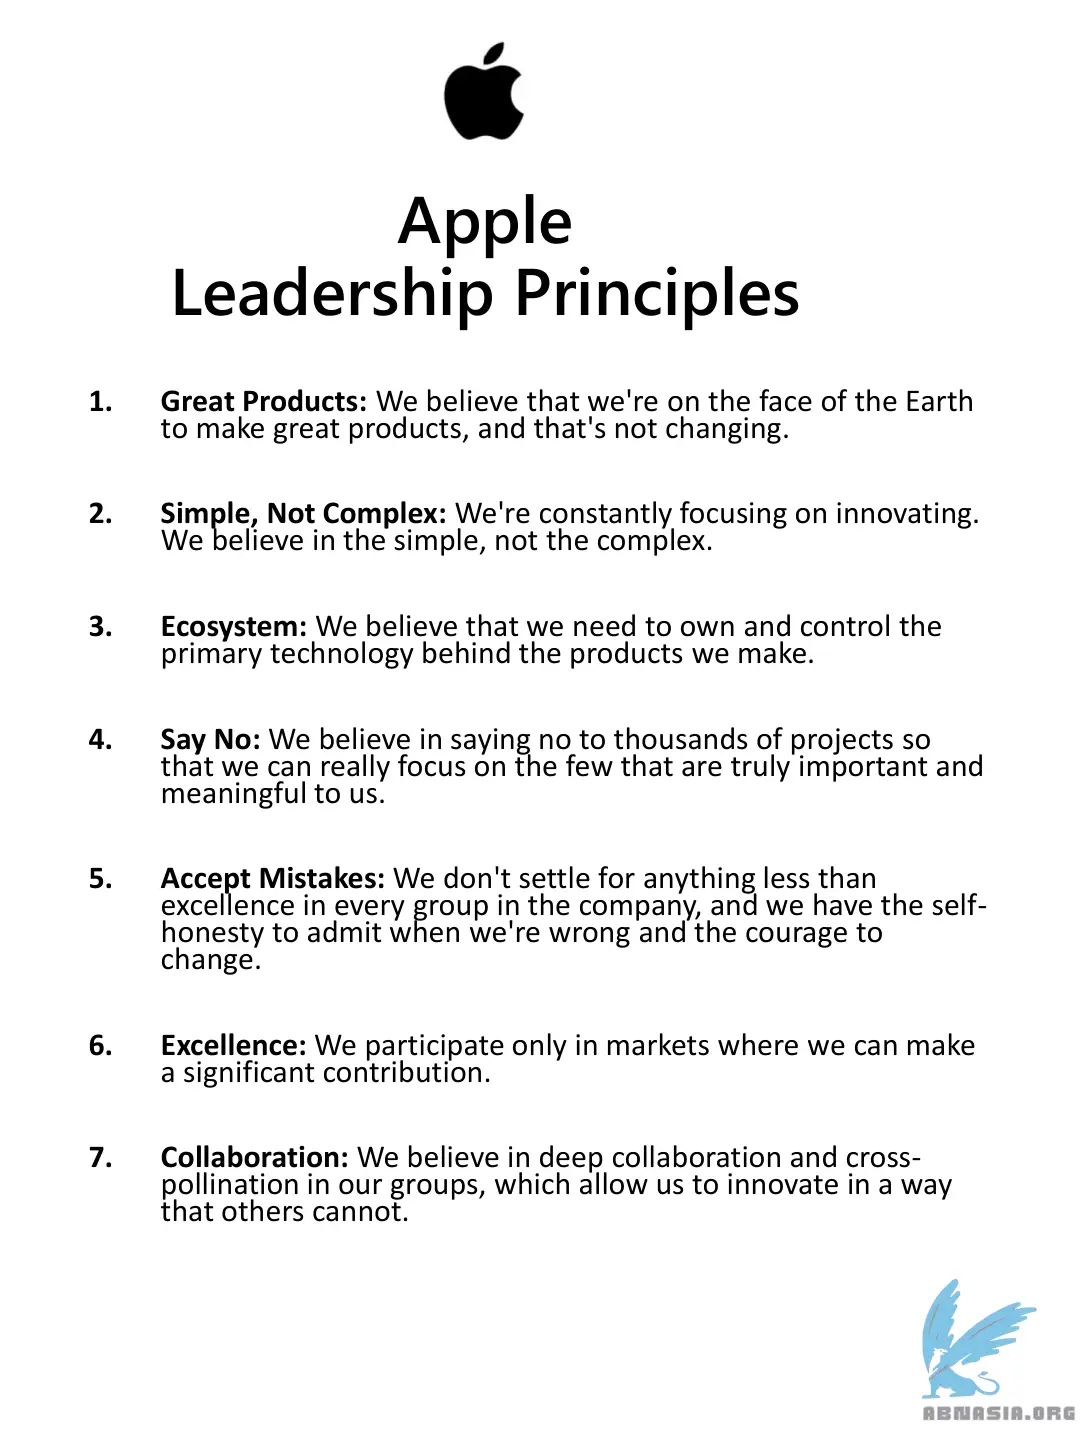 Apple
Leadership Principles
1. Great Products: We believe that we're on the face of the Earth
to make great products, and that's not changing.
2. Simple, Not Complex: We're constantly focusing on innovating.
We believe in the simple, not the complex.
3. Ecosystem: We believe that we need to own and control the
primary technology behind the products we make.
4. Say No: We believe in saying no to thousands of projects so
that we can really focus on the few that are truly important and
meaningful to us.
5. Accept Mistakes: We don't settle for anything less than
excellence in every group in the company, and we have the self-
honesty to admit when we're wrong and the courage to
change.
6. Excellence: We participate only in markets where we can make
a significant contribution.
7. Collaboration: We believe in deep collaboration and cross-
pollination in our groups, which allow us to innovate in a way
that others cannot.
ABNASIA.ORG